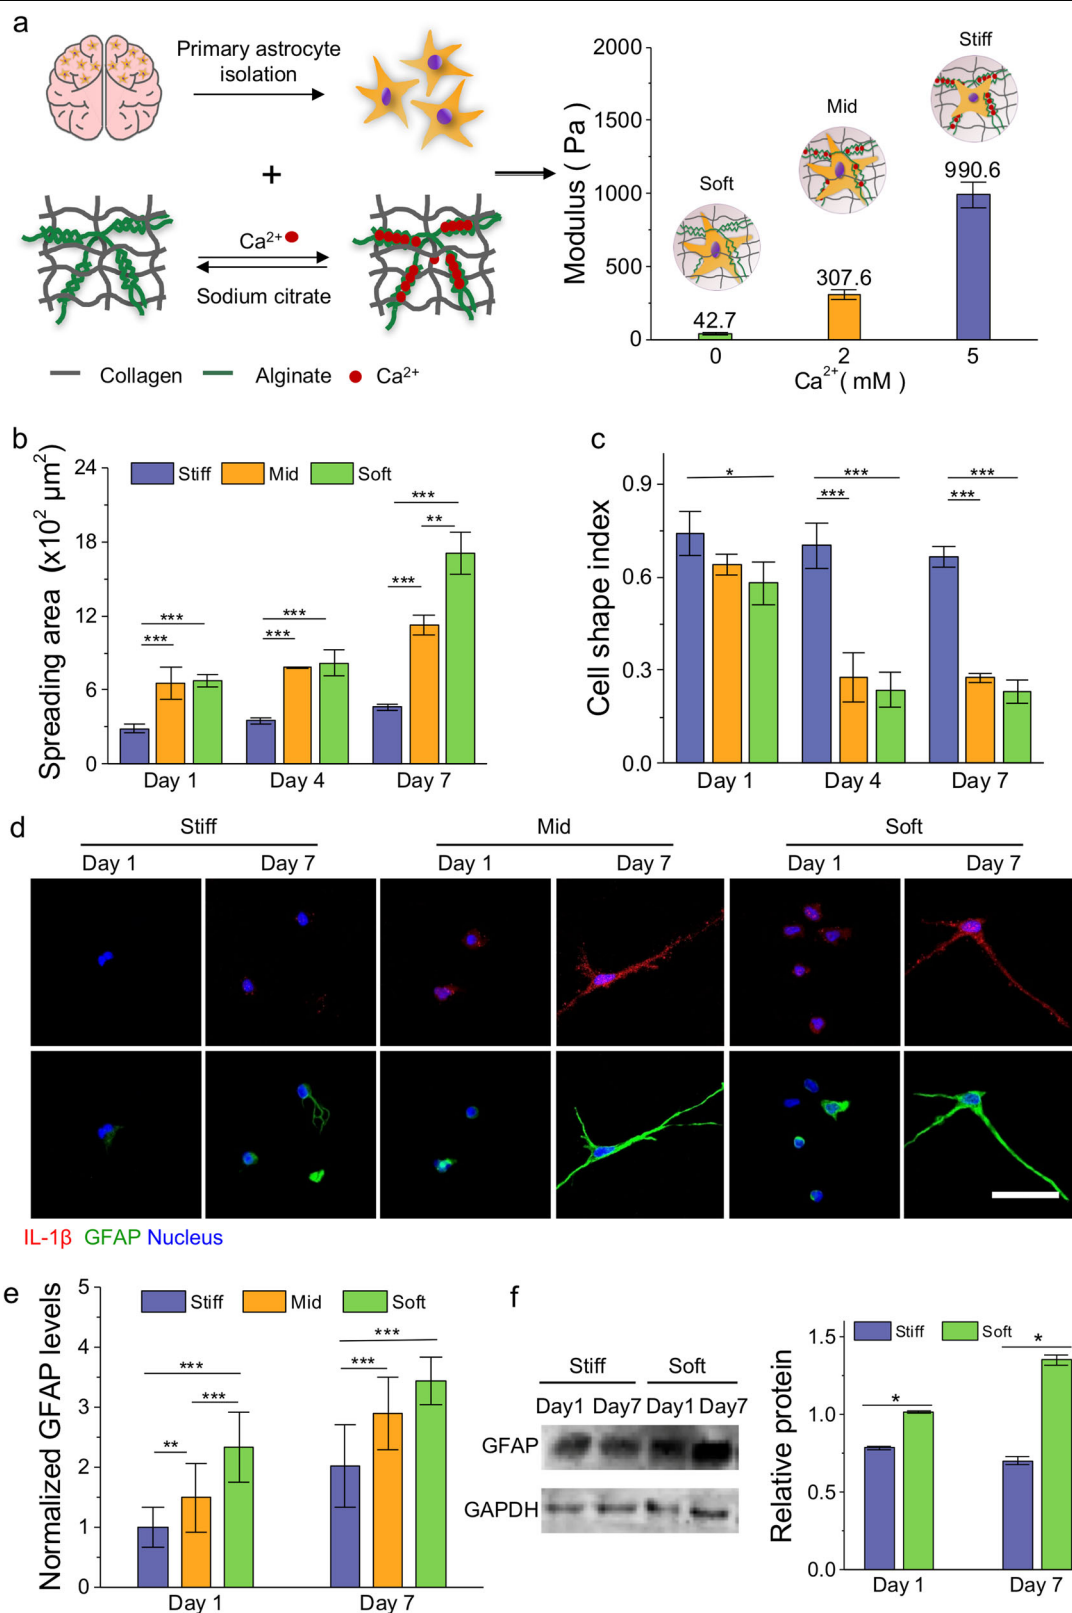 a
Primary astrocyte
isolation
+
Ca2+
Sodium citrate
Collagen
Alginate
Ca2+
Modulus ( Pa )
2000
1500
1000
500
0
Soft
Mid
Stiff
42.7
307.6
990.6
0
2
5
Ca2+( mM )
b
Spreading area (x10² µm²)
24
18
12
6
0
Stiff
Mid
Soft
***
***
***
***
***
**
***
Day 1
Day 4
Day 7
c
Cell shape index
0.9
0.6
0.3
0.0
*
***
***
***
***
Day 1
Day 4
Day 7
d
Stiff
Mid
Soft
Day 1
Day 7
Day 1
Day 7
Day 1
Day 7
IL-1β GFAP Nucleus
e
Normalized GFAP levels
5
4
3
2
1
0
Stiff
Mid
Soft
***
***
**
***
***
Day 1
Day 7
f
Stiff
Soft
Day1 Day7 Day1 Day7
GFAP
GAPDH
Relative protein
1.5
1.0
0.5
0.0
Stiff
Soft
*
*
Day 1
Day 7